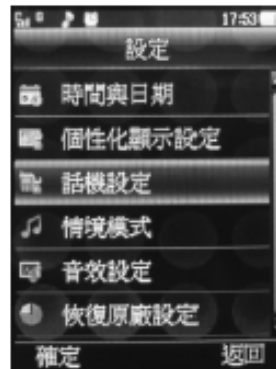 17:53
設定
時間與日期
個性化顯示設定
話機設定
情境模式
音效設定
恢復原廠設定
確定 返回